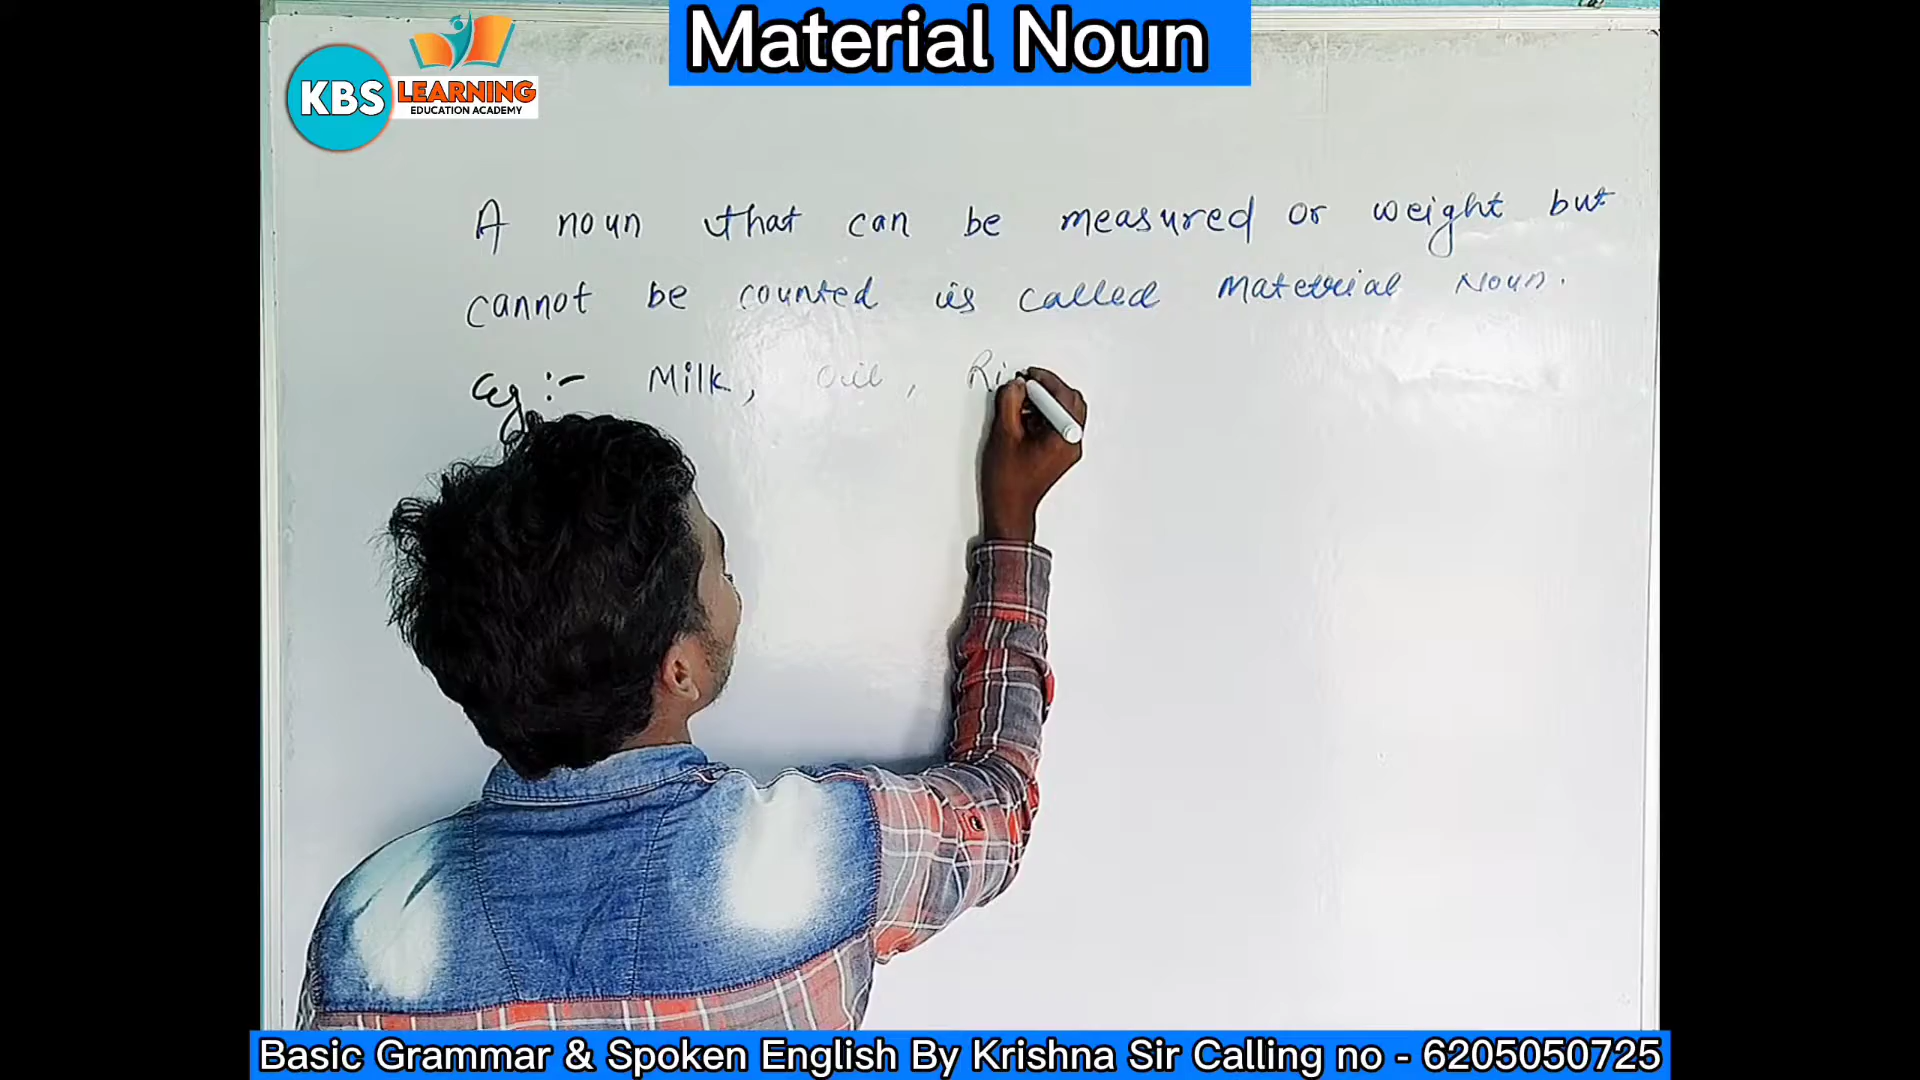 Material Noun
KBS LEARNING
EDUCATION ACADEMY
A noun that can be measured or weight but
cannot be counted is called Material Noun.
Eg :- Milk, Oil, Ri
Basic Grammar & Spoken English By Krishna Sir Calling no - 6205050725